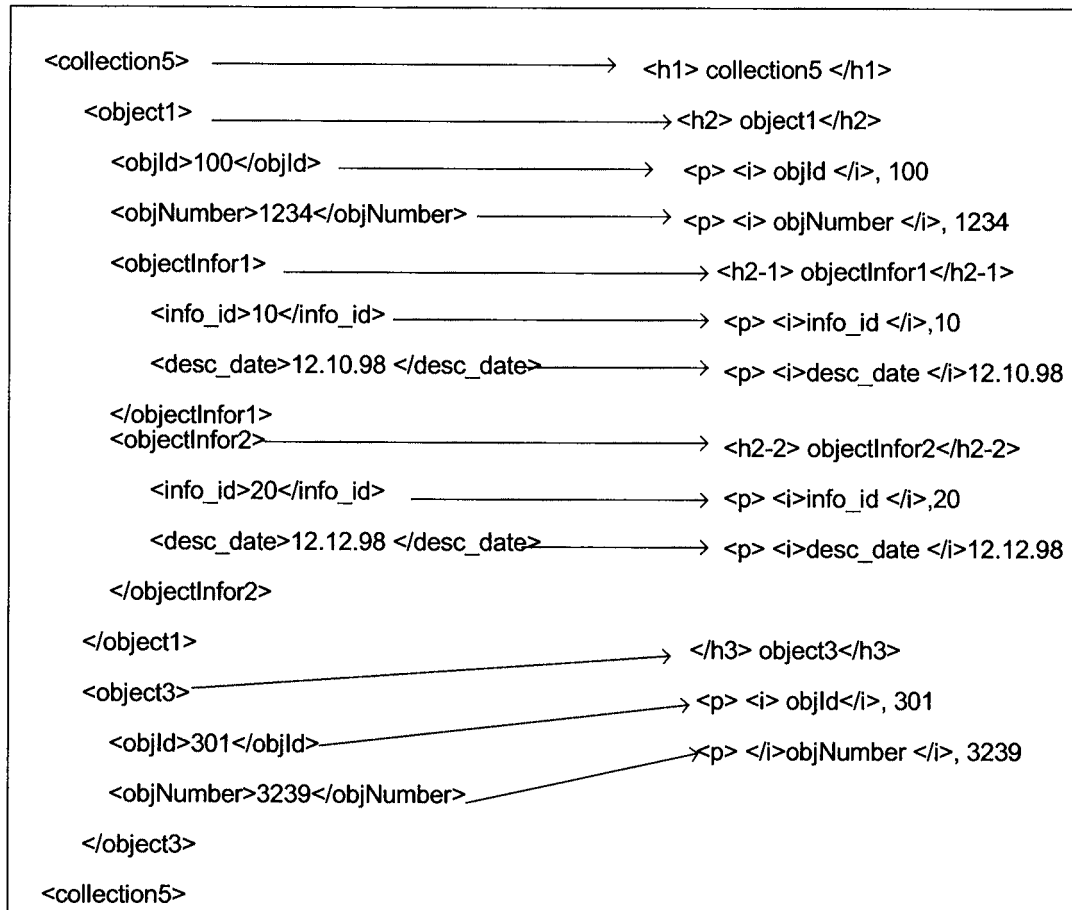 <collection5> <h1> collection5 </h1>
<object1> <h2> object1</h2>
<objId>100</objId> <p> <i> objId </i>, 100
<objNumber>1234</objNumber> <p> <i> objNumber </i>, 1234
<objectInfor1> <h2-1> objectInfor1</h2-1>
<info_id>10</info_id> <p> <i>info_id </i>,10
<desc_date>12.10.98 </desc_date> <p> <i>desc_date </i>12.10.98
</objectInfor1>
<objectInfor2> <h2-2> objectInfor2</h2-2>
<info_id>20</info_id> <p> <i>info_id </i>,20
<desc_date>12.12.98 </desc_date> <p> <i>desc_date </i>12.12.98
</objectInfor2>
</object1>
<object3> </h3> object3</h3>
<objId>301</objId> <p> <i> objId</i>, 301
<objNumber>3239</objNumber> <p> </i>objNumber </i>, 3239
</object3>
<collection5>